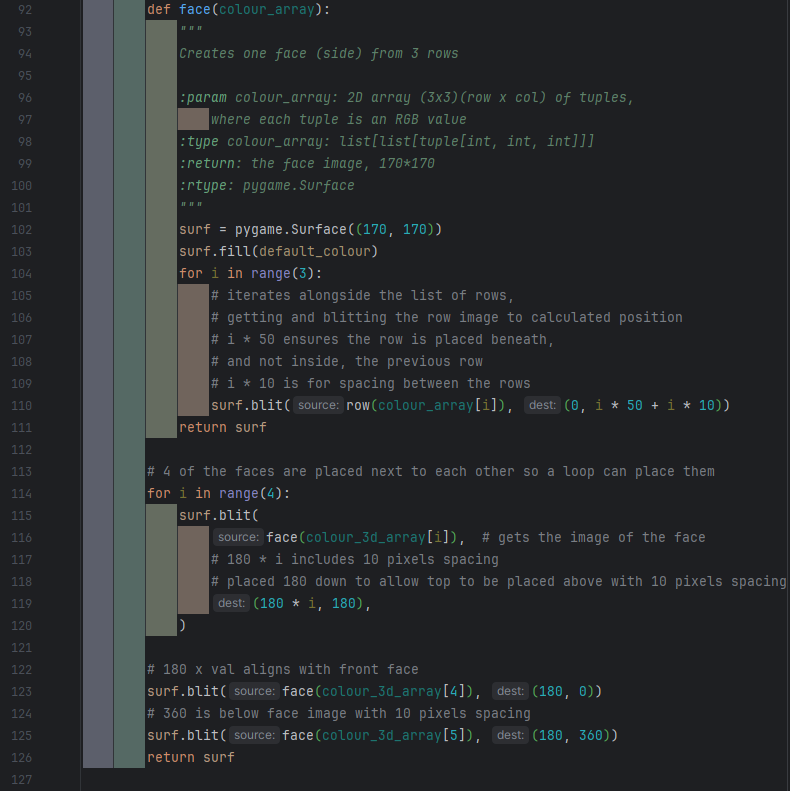 92 def face(colour_array):
93 """
94 Creates one face (side) from 3 rows
95
96 :param colour_array: 2D array (3x3)(row x col) of tuples,
97 where each tuple is an RGB value
98 :type colour_array: list[list[tuple[int, int, int]]]
99 :return: the face image, 170*170
100 :rtype: pygame.Surface
101 """
102 surf = pygame.Surface((170, 170))
103 surf.fill(default_colour)
104 for i in range(3):
105 # iterates alongside the list of rows,
106 # getting and blitting the row image to calculated position
107 # i * 50 ensures the row is placed beneath,
108 # and not inside, the previous row
109 # i * 10 is for spacing between the rows
110 surf.blit( source: row(colour_array[i]), dest: (0, i * 50 + i * 10))
111 return surf
112
113 # 4 of the faces are placed next to each other so a loop can place them
114 for i in range(4):
115 surf.blit(
116 source: face(colour_3d_array[i]), # gets the image of the face
117 # 180 * i includes 10 pixels spacing
118 # placed 180 down to allow top to be placed above with 10 pixels spacing
119 dest: (180 * i, 180),
120 )
121
122 # 180 x val aligns with front face
123 surf.blit( source: face(colour_3d_array[4]), dest: (180, 0))
124 # 360 is below face image with 10 pixels spacing
125 surf.blit( source: face(colour_3d_array[5]), dest: (180, 360))
126 return surf
127